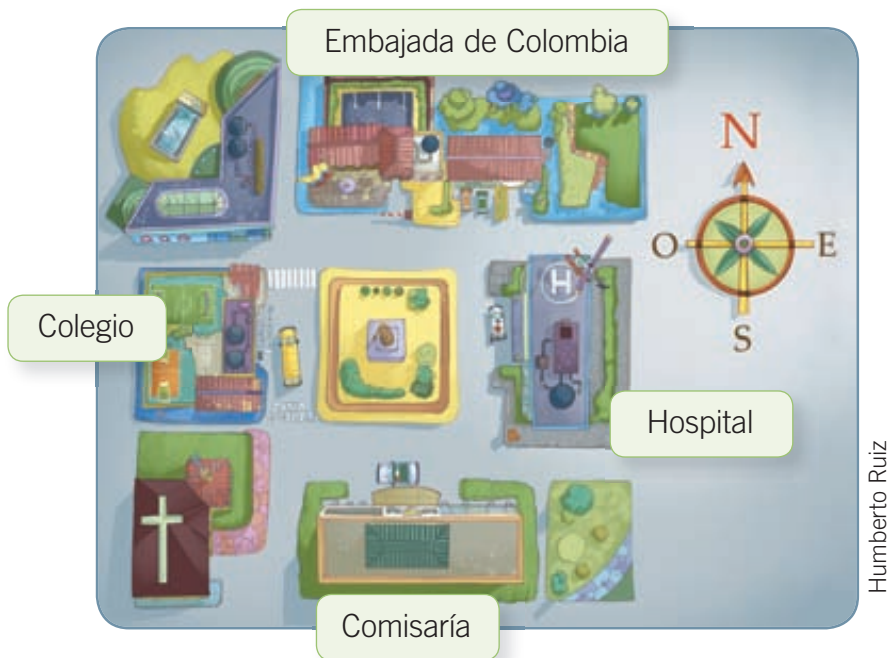 Embajada de Colombia
N
O
E
S
Colegio
H
Hospital
Comisaría
Humberto Ruiz